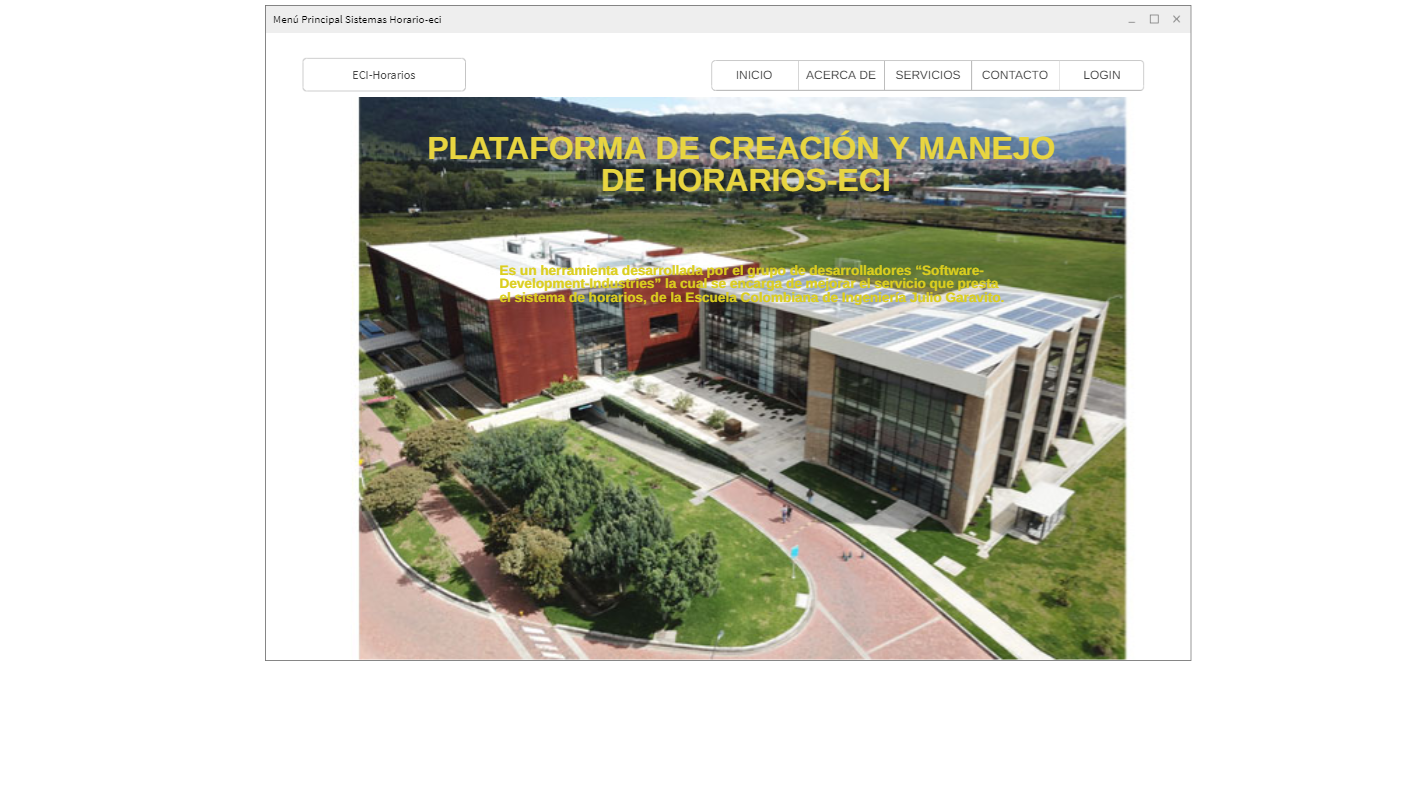 Menú Principal Sistemas Horario-eci
ECI-Horarios
INICIO
ACERCA DE
SERVICIOS
CONTACTO
LOGIN
PLATAFORMA DE CREACIÓN Y MANEJO
DE HORARIOS-ECI
Es un herramienta desarrollada por el grupo de desarrolladores “Software-
Development-Industries” la cual se encarga de mejorar el servicio que presta
el sistema de horarios, de la Escuela Colombiana de Ingeniería Julio Garavito.